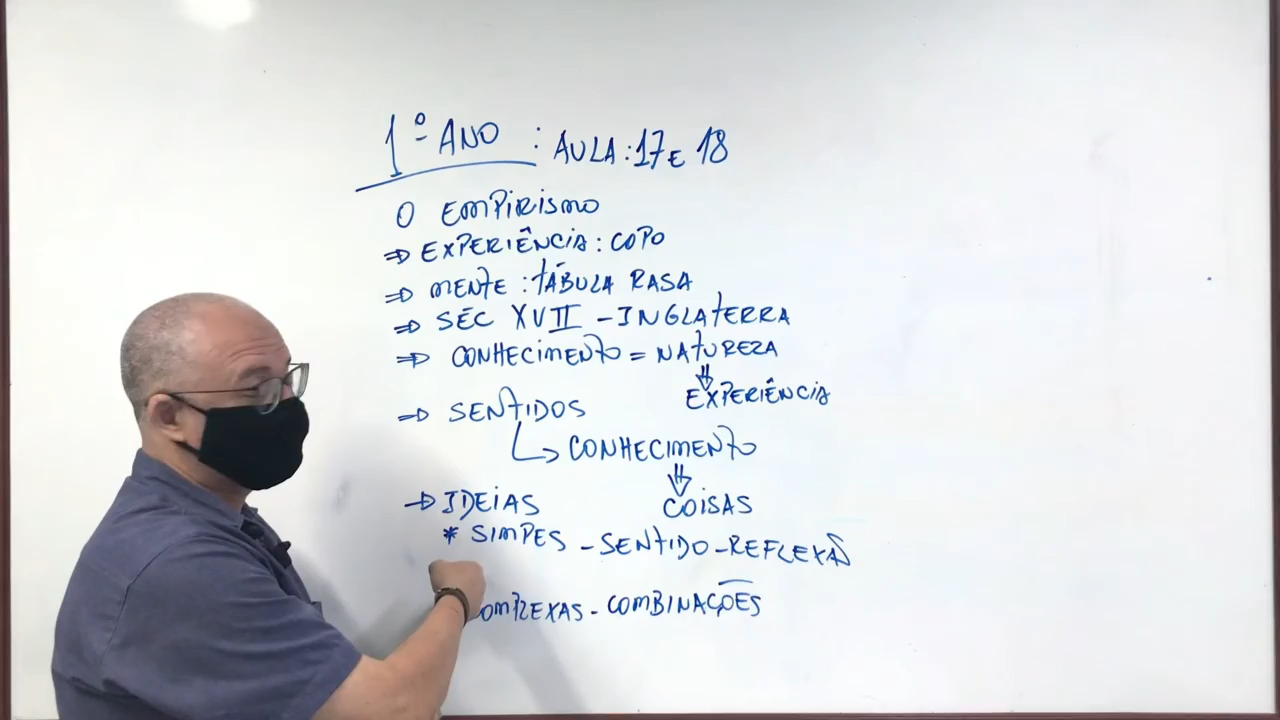 1º ANO : AULA : 17 E 18
O EMPIRISMO
⇒ EXPERIÊNCIA : COPO
⇒ MENTE : TÁBULA RASA
⇒ SÉC XVII - INGLATERRA
⇒ CONHECIMENTO = NATUREZA
⇓
EXPERIÊNCIA
⇒ SENTIDOS
↳ CONHECIMENTO
⇓
→ IDEIAS COISAS
* SIMPES - SENTIDO - REFLEXÃ
OMPLEXAS - COMBINAÇÕES